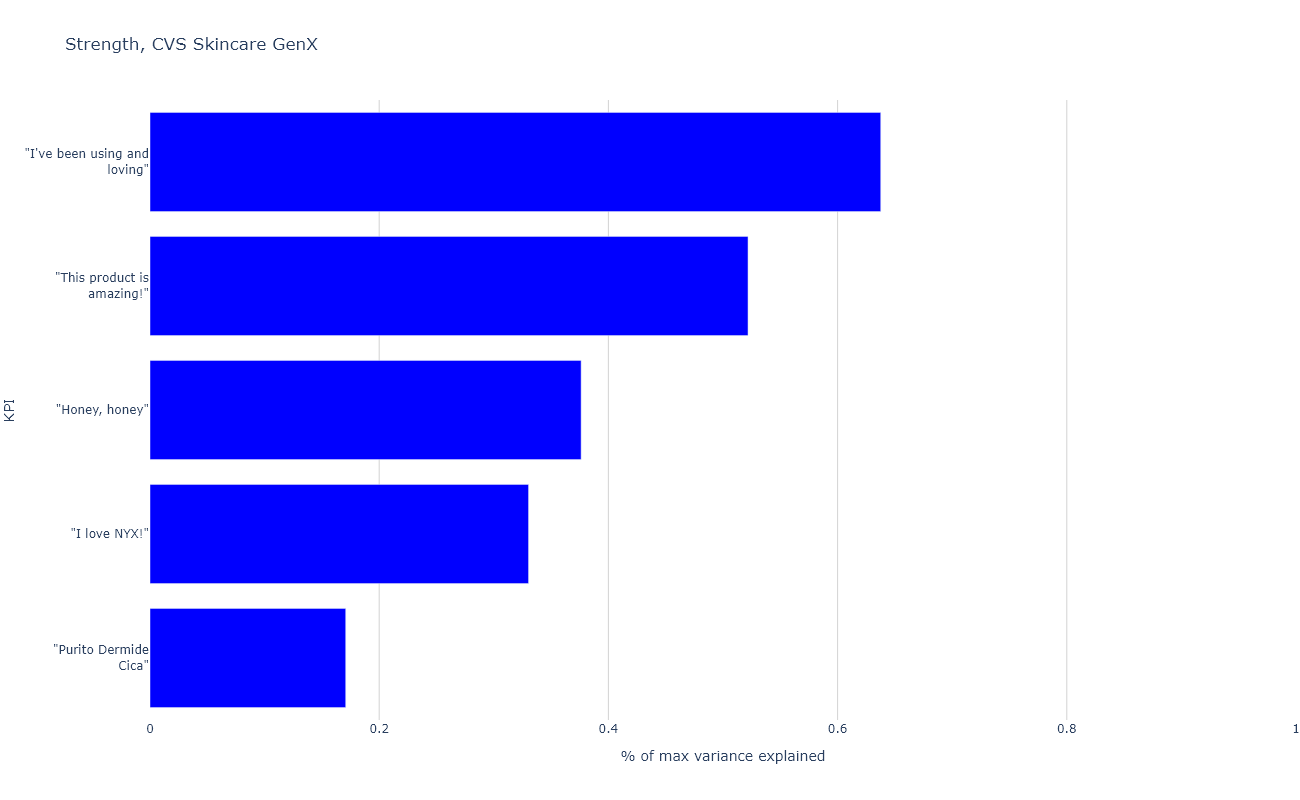 Strength, CVS Skincare GenX
"I've been using and
loving"
"This product is
amazing!"
"Honey, honey"
"I love NYX!"
"Purito Dermide
Cica"
KPI
0 0.2 0.4 0.6 0.8 1
% of max variance explained